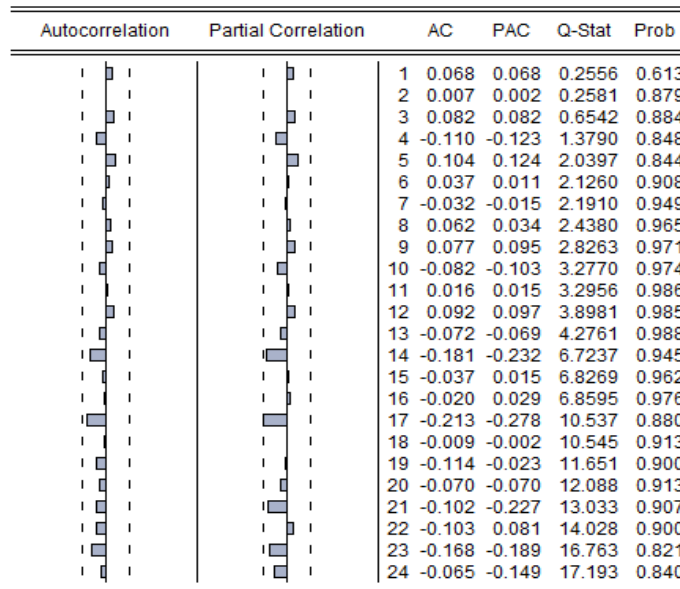 Autocorrelation Partial Correlation AC PAC Q-Stat Prob
1 0.068 0.068 0.2556 0.613
2 0.007 0.002 0.2581 0.879
3 0.082 0.082 0.6542 0.884
4 -0.110 -0.123 1.3790 0.848
5 0.104 0.124 2.0397 0.844
6 0.037 0.011 2.1260 0.908
7 -0.032 -0.015 2.1910 0.949
8 0.062 0.034 2.4380 0.965
9 0.077 0.095 2.8263 0.971
10 -0.082 -0.103 3.2770 0.974
11 0.016 0.015 3.2956 0.986
12 0.092 0.097 3.8981 0.985
13 -0.072 -0.069 4.2761 0.988
14 -0.181 -0.232 6.7237 0.945
15 -0.037 0.015 6.8269 0.962
16 -0.020 0.029 6.8595 0.976
17 -0.213 -0.278 10.537 0.880
18 -0.009 -0.002 10.545 0.913
19 -0.114 -0.023 11.651 0.900
20 -0.070 -0.070 12.088 0.913
21 -0.102 -0.227 13.033 0.907
22 -0.103 0.081 14.028 0.900
23 -0.168 -0.189 16.763 0.821
24 -0.065 -0.149 17.193 0.840